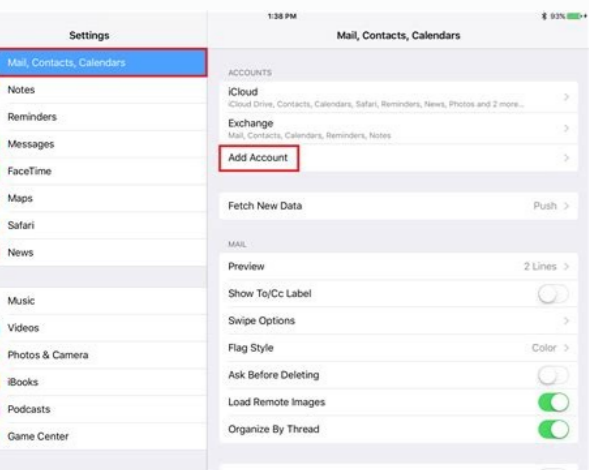 1:38 PM
93%
Settings
Mail, Contacts, Calendars
Notes
Reminders
Messages
FaceTime
Maps
Safari
News
Music
Videos
Photos & Camera
iBooks
Podcasts
Game Center
Mail, Contacts, Calendars
ACCOUNTS
iCloud
iCloud Drive, Contacts, Calendars, Safari, Reminders, News, Photos and 2 more...
Exchange
Mail, Contacts, Calendars, Reminders, Notes
Add Account
Fetch New Data Push
MAIL
Preview 2 Lines
Show To/Cc Label
Swipe Options
Flag Style Color
Ask Before Deleting
Load Remote Images
Organize By Thread